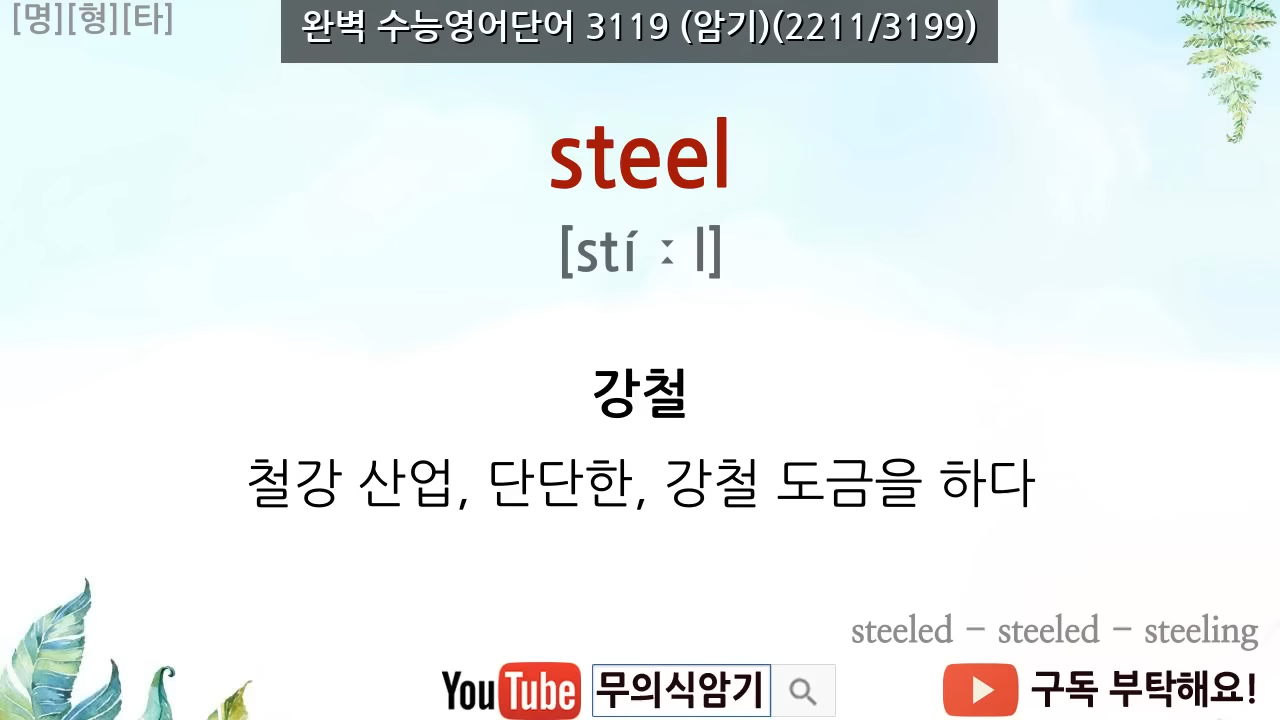 [명][형][타]
완벽 수능영어단어 3119 (암기)(2211/3199)
steel
[stí ː l]
강철
철강 산업, 단단한, 강철 도금을 하다
steeled - steeled - steeling
YouTube 무의식암기
구독 부탁해요!